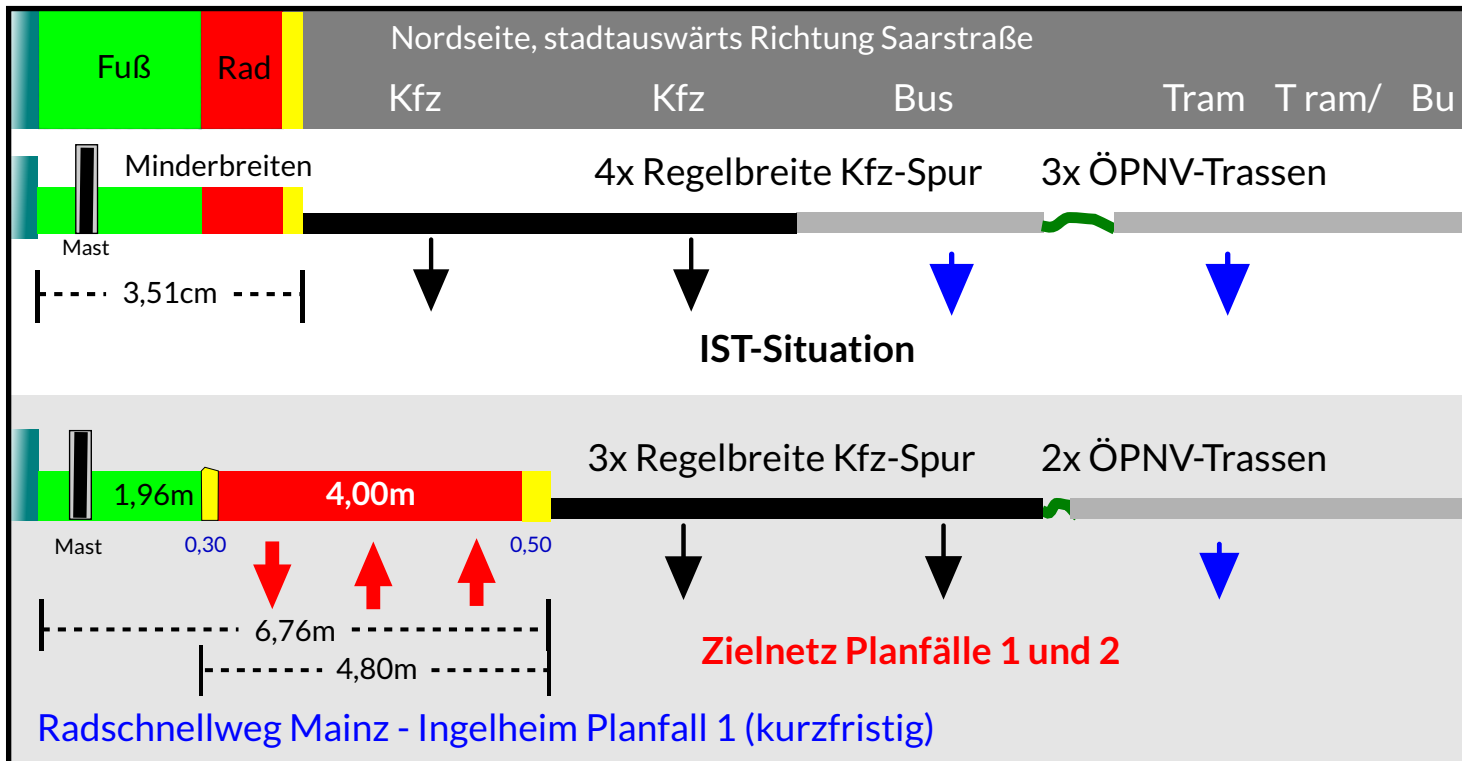 Nordseite, stadtauswärts Richtung Saarstraße
Fuß Rad
Kfz Kfz Bus Tram T ram/ Bu
Minderbreiten
4x Regelbreite Kfz-Spur 3x ÖPNV-Trassen
Mast
3,51cm
IST-Situation
3x Regelbreite Kfz-Spur 2x ÖPNV-Trassen
1,96m 4,00m
Mast 0,30 0,50
6,76m
Zielnetz Planfälle 1 und 2
4,80m
Radschnellweg Mainz - Ingelheim Planfall 1 (kurzfristig)